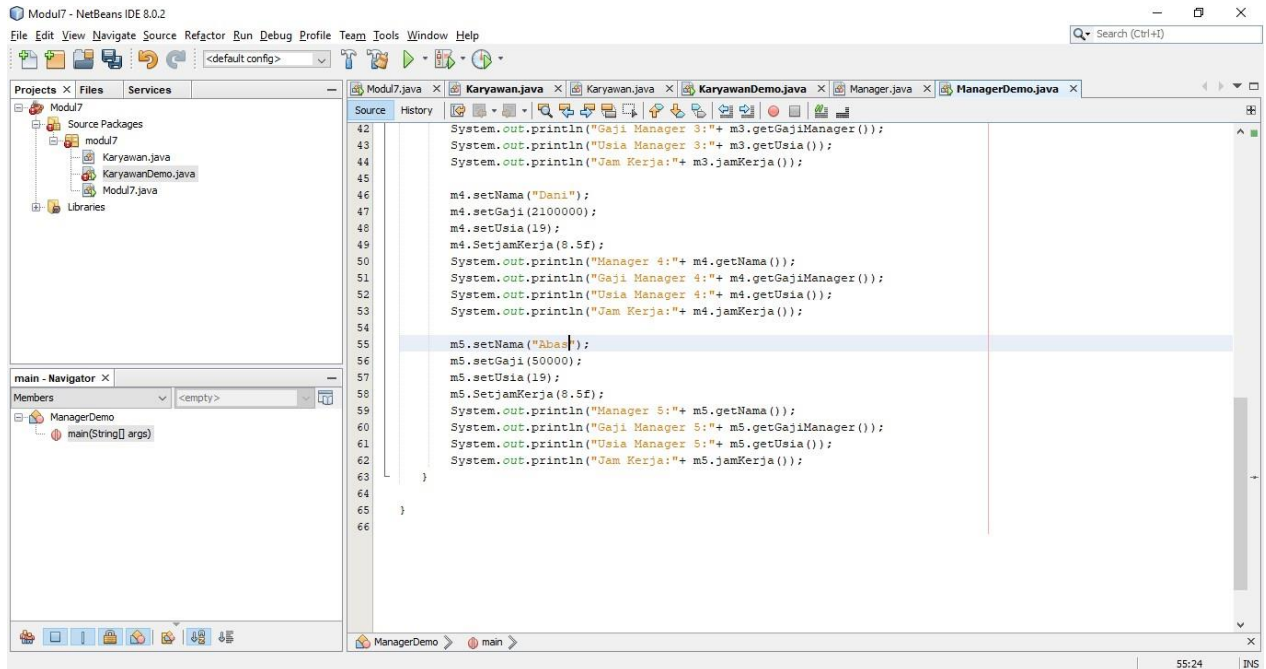 Modul7 - NetBeans IDE 8.0.2
File Edit View Navigate Source Refactor Run Debug Profile Team Tools Window Help
Search (Ctrl+I)
<default config>
Projects Files Services
Modul7.java Karyawan.java Karyawan.java KaryawanDemo.java Manager.java ManagerDemo.java
Modul7
Source Packages
modul7
Karyawan.java
KaryawanDemo.java
Modul7.java
Libraries
main - Navigator
Members <empty>
ManagerDemo
main(String[] args)
Source History
42 System.out.println("Gaji Manager 3:"+ m3.getGajiManager());
43 System.out.println("Usia Manager 3:"+ m3.getUsia());
44 System.out.println("Jam Kerja:"+ m3.jamKerja());
45
46 m4.setNama("Dani");
47 m4.setGaji(2100000);
48 m4.setUsia(19);
49 m4.SetjamKerja(8.5f);
50 System.out.println("Manager 4:"+ m4.getNama());
51 System.out.println("Gaji Manager 4:"+ m4.getGajiManager());
52 System.out.println("Usia Manager 4:"+ m4.getUsia());
53 System.out.println("Jam Kerja:"+ m4.jamKerja());
54
55 m5.setNama("Abas");
56 m5.setGaji(50000);
57 m5.setUsia(19);
58 m5.SetjamKerja(8.5f);
59 System.out.println("Manager 5:"+ m5.getNama());
60 System.out.println("Gaji Manager 5:"+ m5.getGajiManager());
61 System.out.println("Usia Manager 5:"+ m5.getUsia());
62 System.out.println("Jam Kerja:"+ m5.jamKerja());
63 }
64
65 }
66
ManagerDemo main
55:24 INS